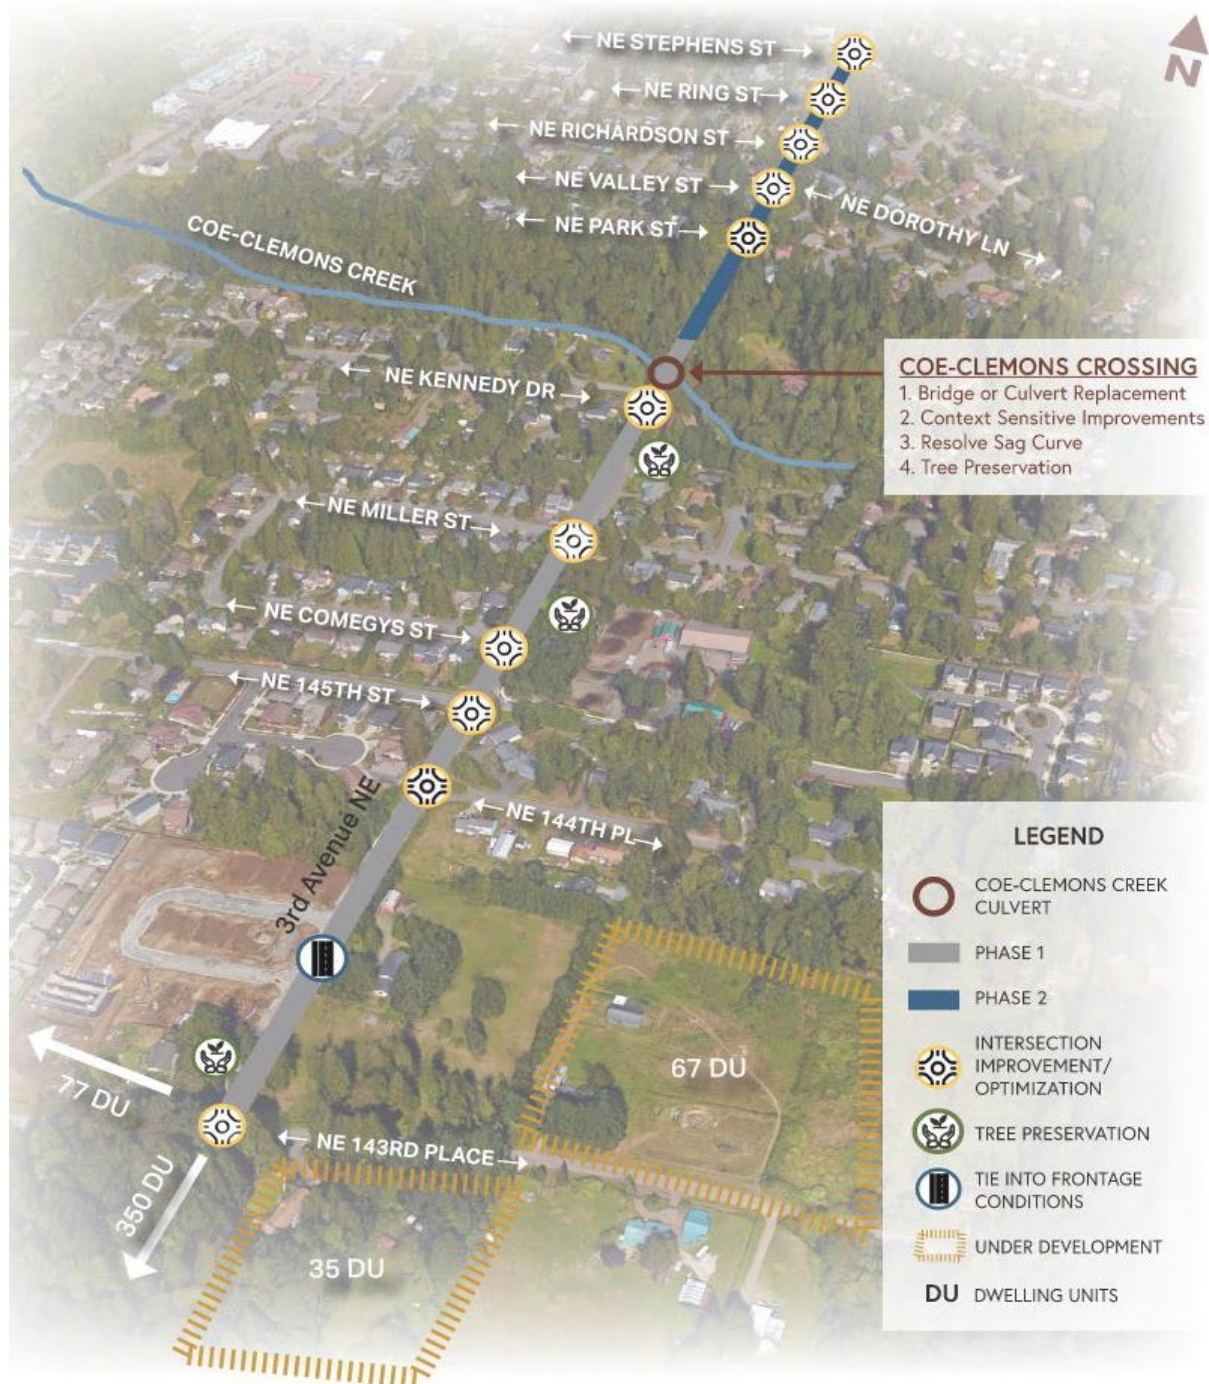 NE STEPHENS ST
N
NE RING ST
NE RICHARDSON ST
NE VALLEY ST
NE DOROTHY LN
NE PARK ST
COE-CLEMONS CREEK
NE KENNEDY DR
COE-CLEMONS CROSSING
1. Bridge or Culvert Replacement
2. Context Sensitive Improvements
3. Resolve Sag Curve
4. Tree Preservation
NE MILLER ST
NE COMEGYS ST
NE 145TH ST
3rd Avenue NE
NE 144TH PL
67 DU
77 DU
NE 143RD PLACE
350 DU
35 DU
LEGEND
COE-CLEMONS CREEK
CULVERT
PHASE 1
PHASE 2
INTERSECTION
IMPROVEMENT/
OPTIMIZATION
TREE PRESERVATION
TIE INTO FRONTAGE
CONDITIONS
UNDER DEVELOPMENT
DU DWELLING UNITS